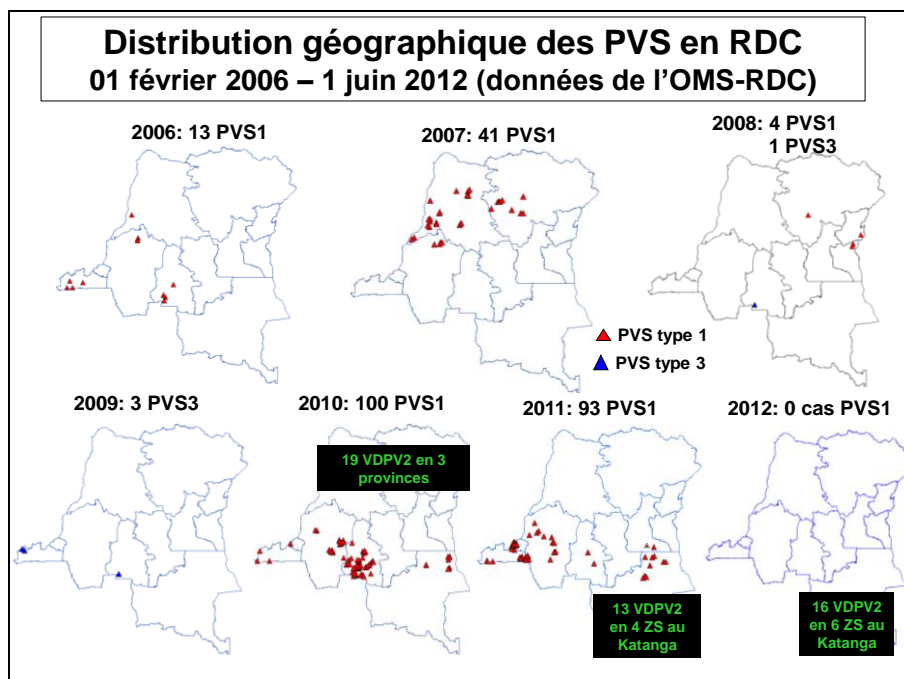 Distribution géographique des PVS en RDC
01 février 2006 – 1 juin 2012 (données de l'OMS-RDC)
2006: 13 PVS1
2007: 41 PVS1
2008: 4 PVS1
1 PVS3
PVS type 1
PVS type 3
2009: 3 PVS3
2010: 100 PVS1
2011: 93 PVS1
2012: 0 cas PVS1
19 VDPV2 en 3
provinces
13 VDPV2
en 4 ZS au
Katanga
16 VDPV2
en 6 ZS au
Katanga